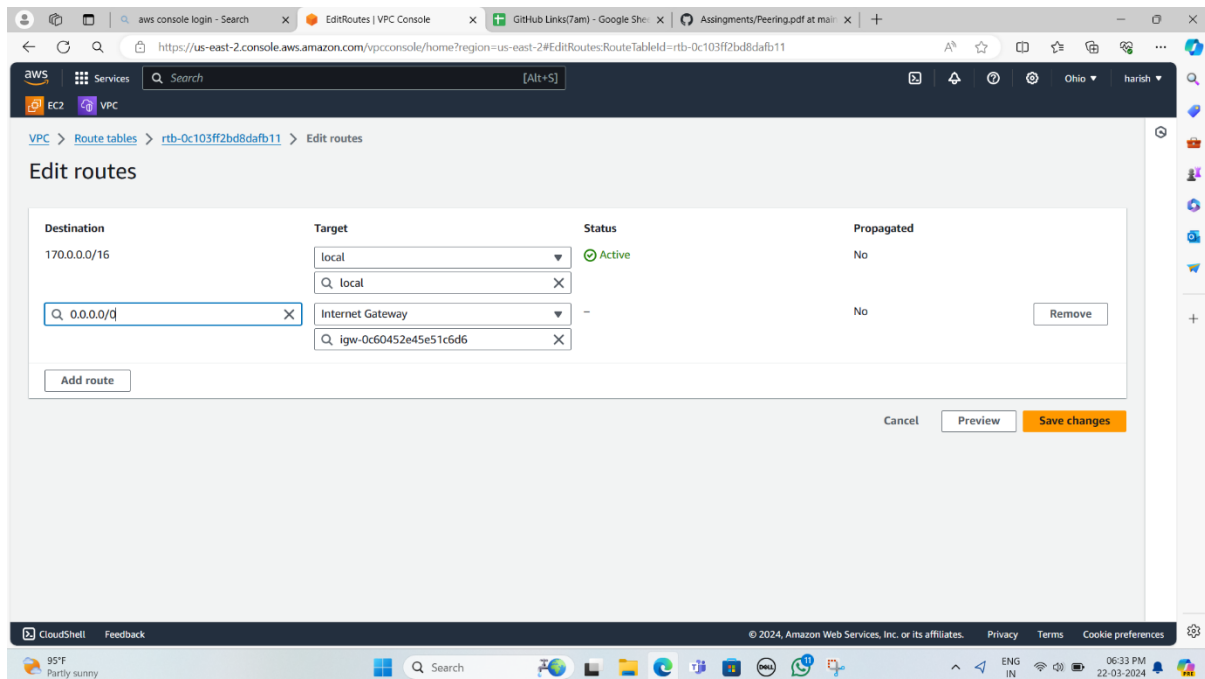 aws console login - Search
EditRoutes | VPC Console
GitHub Links(7am) - Google Shee
Assingments/Peering.pdf at main
https://us-east-2.console.aws.amazon.com/vpcconsole/home?region=us-east-2#EditRoutes:RouteTableId=rtb-0c103ff2bd8dafb11
aws Services Search [Alt+S] Ohio harish
EC2 VPC
VPC > Route tables > rtb-0c103ff2bd8dafb11 > Edit routes
Edit routes
Destination Target Status Propagated
170.0.0.0/16 local Active No
local
0.0.0.0/0 Internet Gateway – No Remove
igw-0c60452e45e51c6d6
Add route
Cancel Preview Save changes
CloudShell Feedback © 2024, Amazon Web Services, Inc. or its affiliates. Privacy Terms Cookie preferences
95°F
Partly sunny
Search
DELL
11
ENG
IN
06:33 PM
22-03-2024
PRE